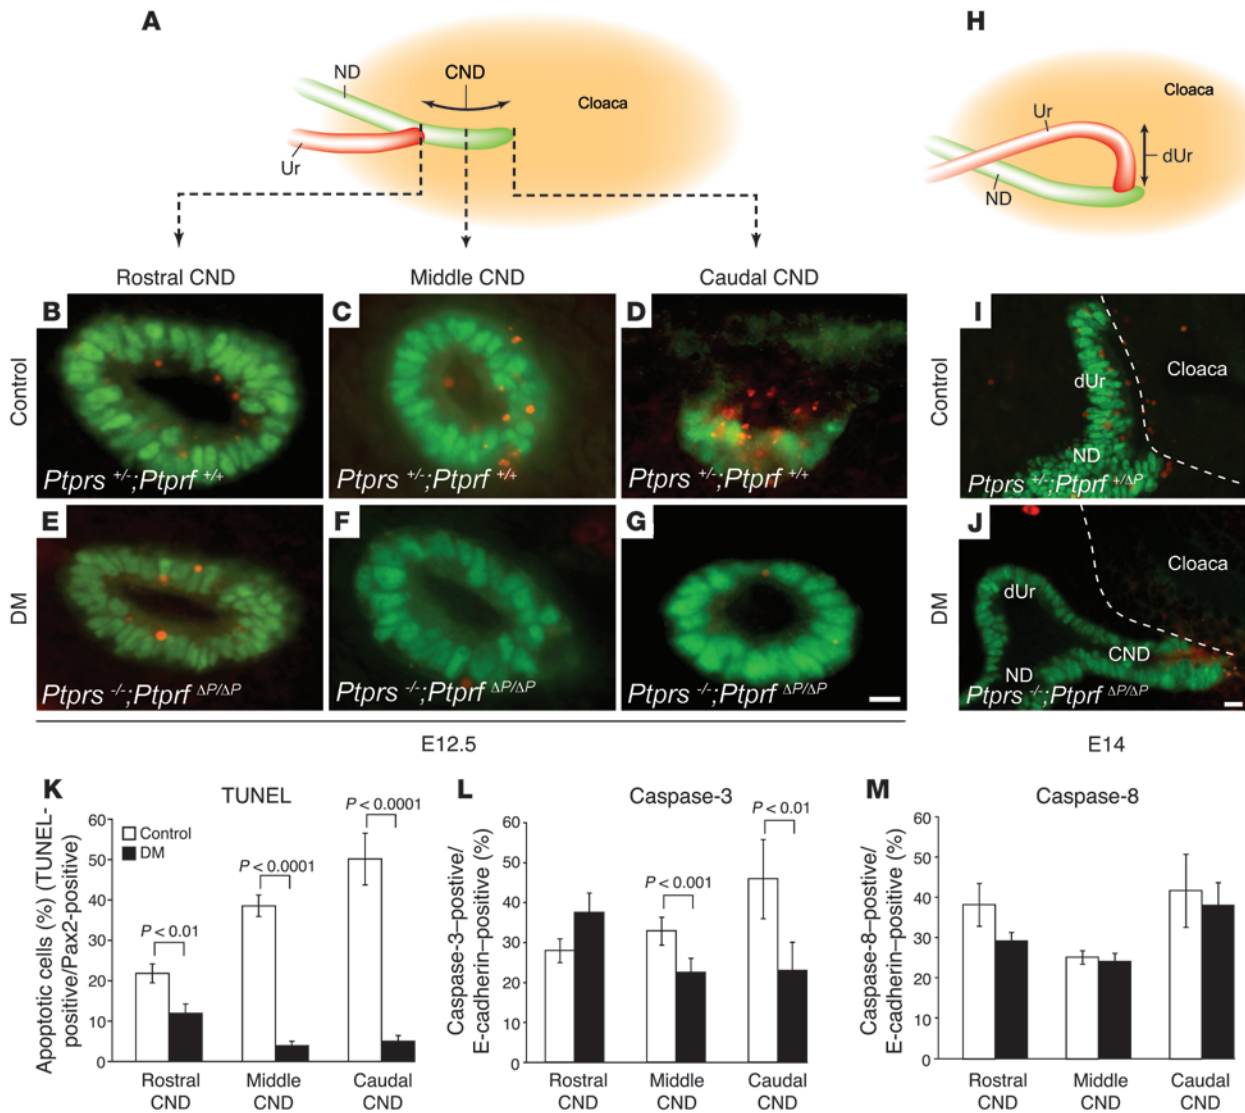 A
H
ND
CND
Cloaca
Ur
Cloaca
Ur
dUr
ND
Rostral CND
Middle CND
Caudal CND
Control
B
Ptprs +/-;Ptprf +/+
C
Ptprs +/-;Ptprf +/+
D
Ptprs +/-;Ptprf +/+
Control
I
Cloaca
dUr
ND
Ptprs +/-;Ptprf +/ΔP
DM
E
Ptprs -/-;Ptprf ΔP/ΔP
F
Ptprs -/-;Ptprf ΔP/ΔP
G
Ptprs -/-;Ptprf ΔP/ΔP
DM
J
Cloaca
dUr
CND
ND
Ptprs -/-;Ptprf ΔP/ΔP
E12.5
E14
K
TUNEL
Apoptotic cells (%) (TUNEL-
positive/Pax2-positive)
60
50
40
30
20
10
0
Control
DM
P < 0.01
P < 0.0001
P < 0.0001
Rostral
CND
Middle
CND
Caudal
CND
L
Caspase-3
Caspase-3–postive/
E-cadherin–positive (%)
60
50
40
30
20
10
0
P < 0.001
P < 0.01
Rostral
CND
Middle
CND
Caudal
CND
M
Caspase-8
Caspase-8–postive/
E-cadherin–positive (%)
60
50
40
30
20
10
0
Rostral
CND
Middle
CND
Caudal
CND